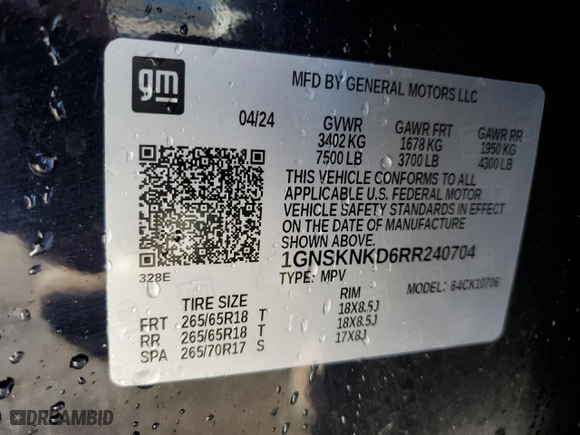 gm
MFD BY GENERAL MOTORS LLC
04/24
GVWR
3402 KG
7500 LB
GAWR FRT
1678 KG
3700 LB
GAWR RR
1950 KG
4300 LB
THIS VEHICLE CONFORMS TO ALL
APPLICABLE U.S. FEDERAL MOTOR
VEHICLE SAFETY STANDARDS IN EFFECT
ON THE DATE OF MANUFACTURE
SHOWN ABOVE.
1GNSKNKD6RR240704
TYPE: MPV
MODEL: 64CK10706
328E
TIRE SIZE
RIM
FRT 265/65R18 T 18X8.5J
RR 265/65R18 T 18X8.5J
SPA 265/70R17 S 17X8J
DREAMBID